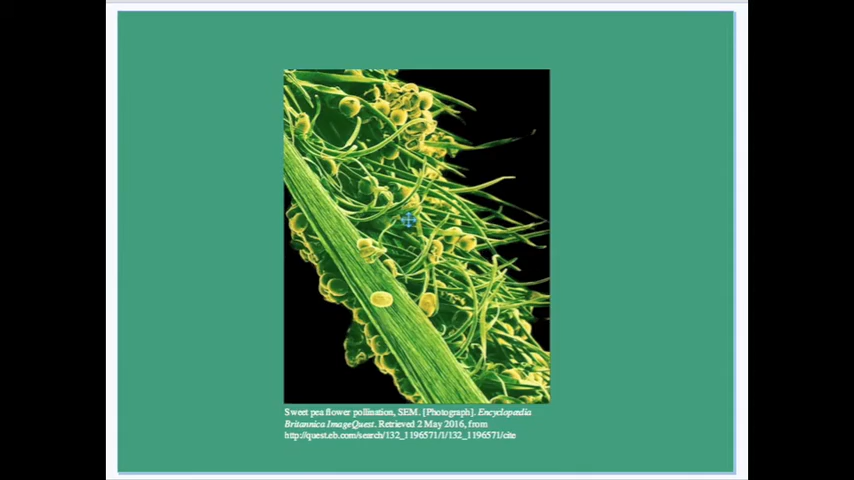 Sweet pea flower pollination, SEM. [Photograph]. Encyclopedia
Britannica ImageQuest. Retrieved 2 May 2016, from
http://quest.eb.com/search/132_1196571/1/132_1196571/cite